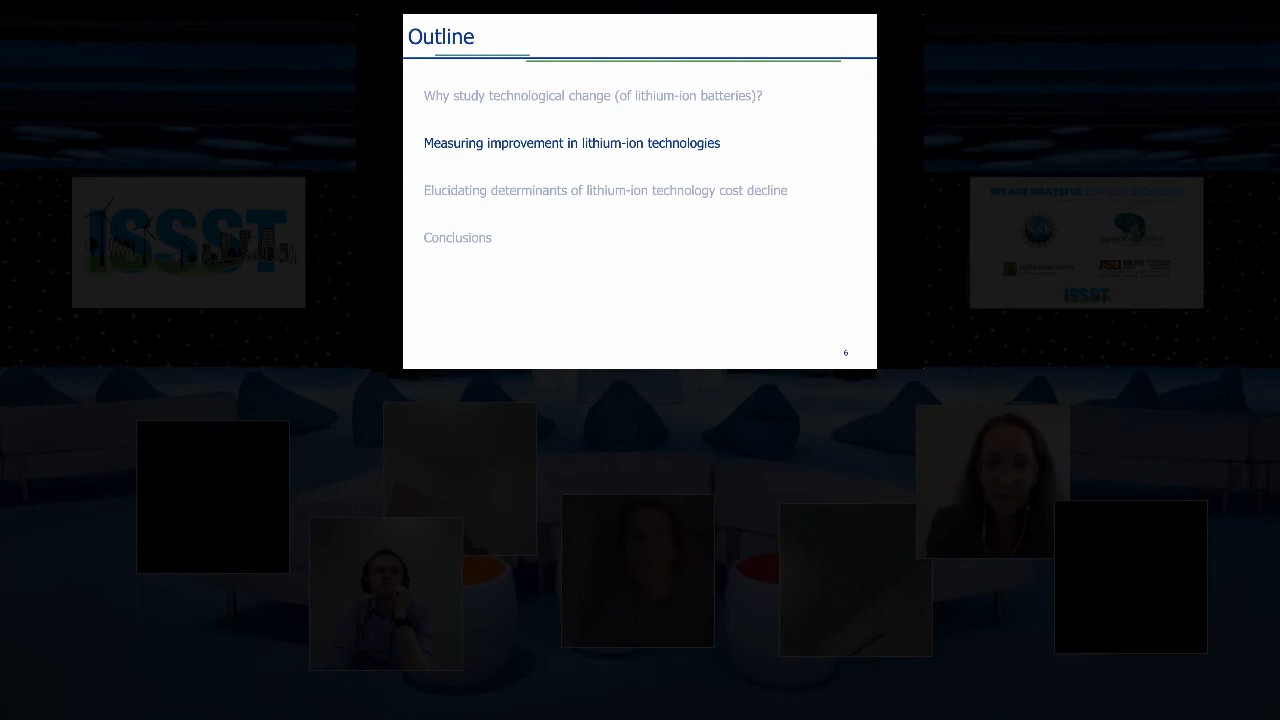 Outline
Why study technological change (of lithium-ion batteries)?
Measuring improvement in lithium-ion technologies
Elucidating determinants of lithium-ion technology cost decline
Conclusions
6
ISSST
WE ARE GRATEFUL FOR OUR SPONSORS
ISSST